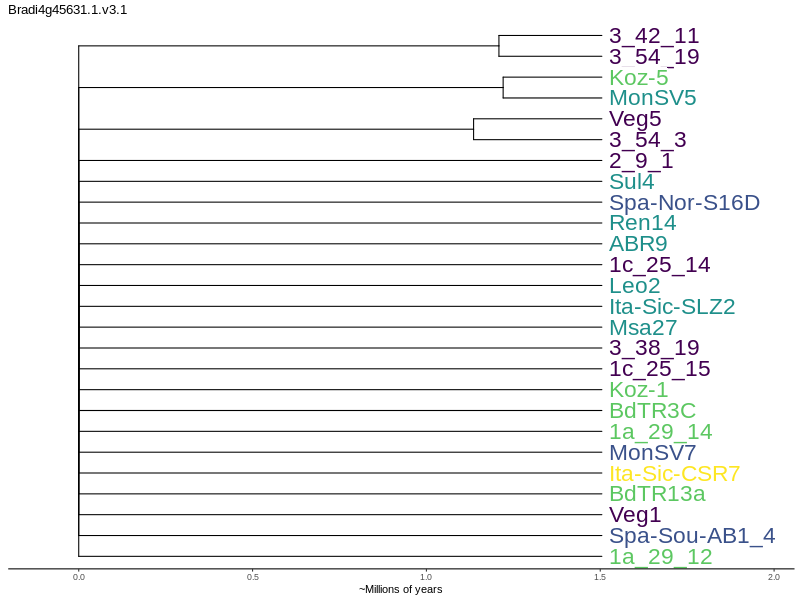 Bradi4g45631.1.v3.1
3_42_11
3_54_19
Koz-5
MonSV5
Veg5
3_54_3
2_9_1
Sul4
Spa-Nor-S16D
Ren14
ABR9
1c_25_14
Leo2
Ita-Sic-SLZ2
Msa27
3_38_19
1c_25_15
Koz-1
BdTR3C
1a_29_14
MonSV7
Ita-Sic-CSR7
BdTR13a
Veg1
Spa-Sou-AB1_4
1a_29_12
0.0 0.5 1.0 1.5 2.0
~Millions of years